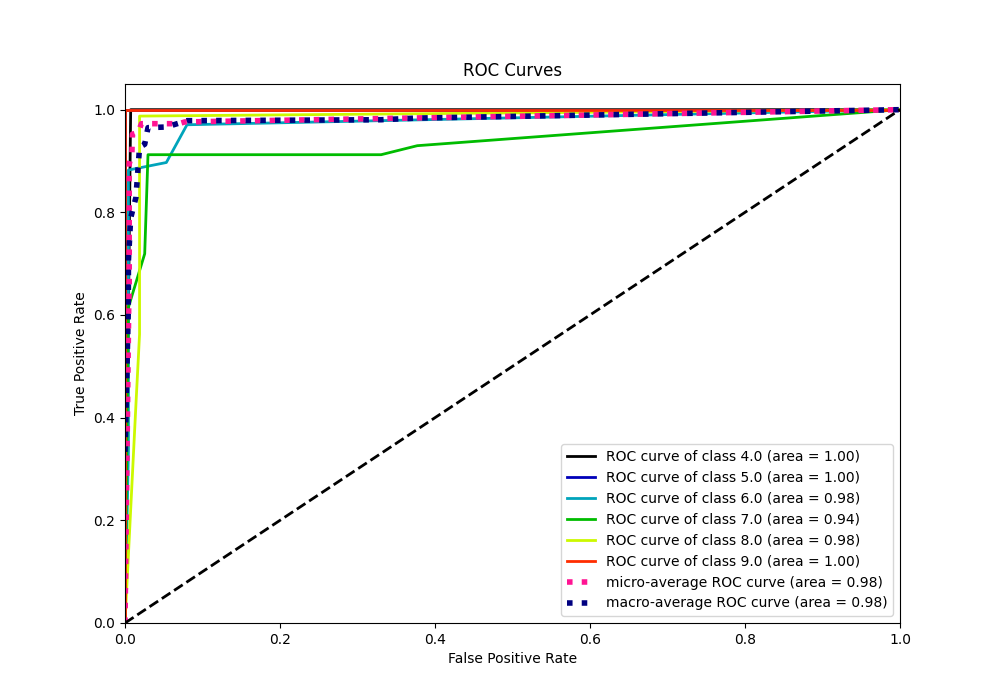 ROC Curves
True Positive Rate
1.0
0.8
0.6
0.4
0.2
0.0
0.0 0.2 0.4 0.6 0.8 1.0
False Positive Rate
ROC curve of class 4.0 (area = 1.00)
ROC curve of class 5.0 (area = 1.00)
ROC curve of class 6.0 (area = 0.98)
ROC curve of class 7.0 (area = 0.94)
ROC curve of class 8.0 (area = 0.98)
ROC curve of class 9.0 (area = 1.00)
micro-average ROC curve (area = 0.98)
macro-average ROC curve (area = 0.98)